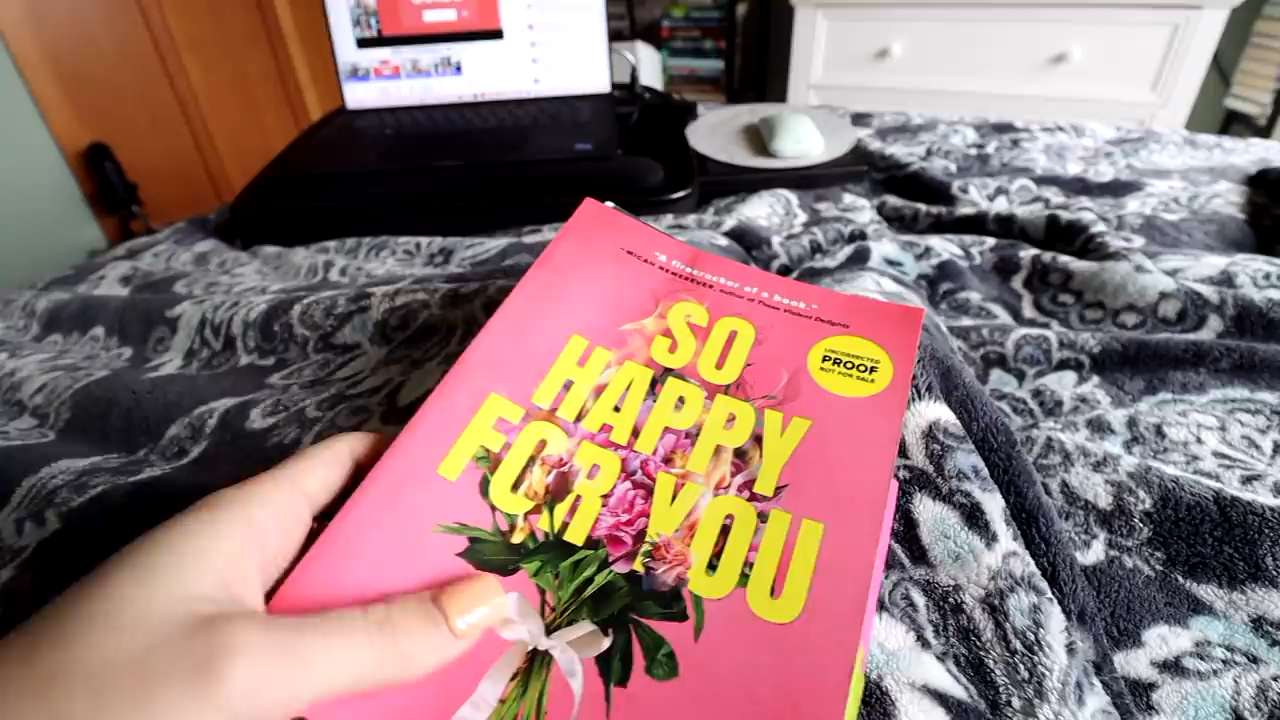 "A firecracker of a book."
—MICAH NEMEREVER, author of These Violent Delights
SO
HAPPY
FOR YOU
UNCORRECTED
PROOF
NOT FOR SALE